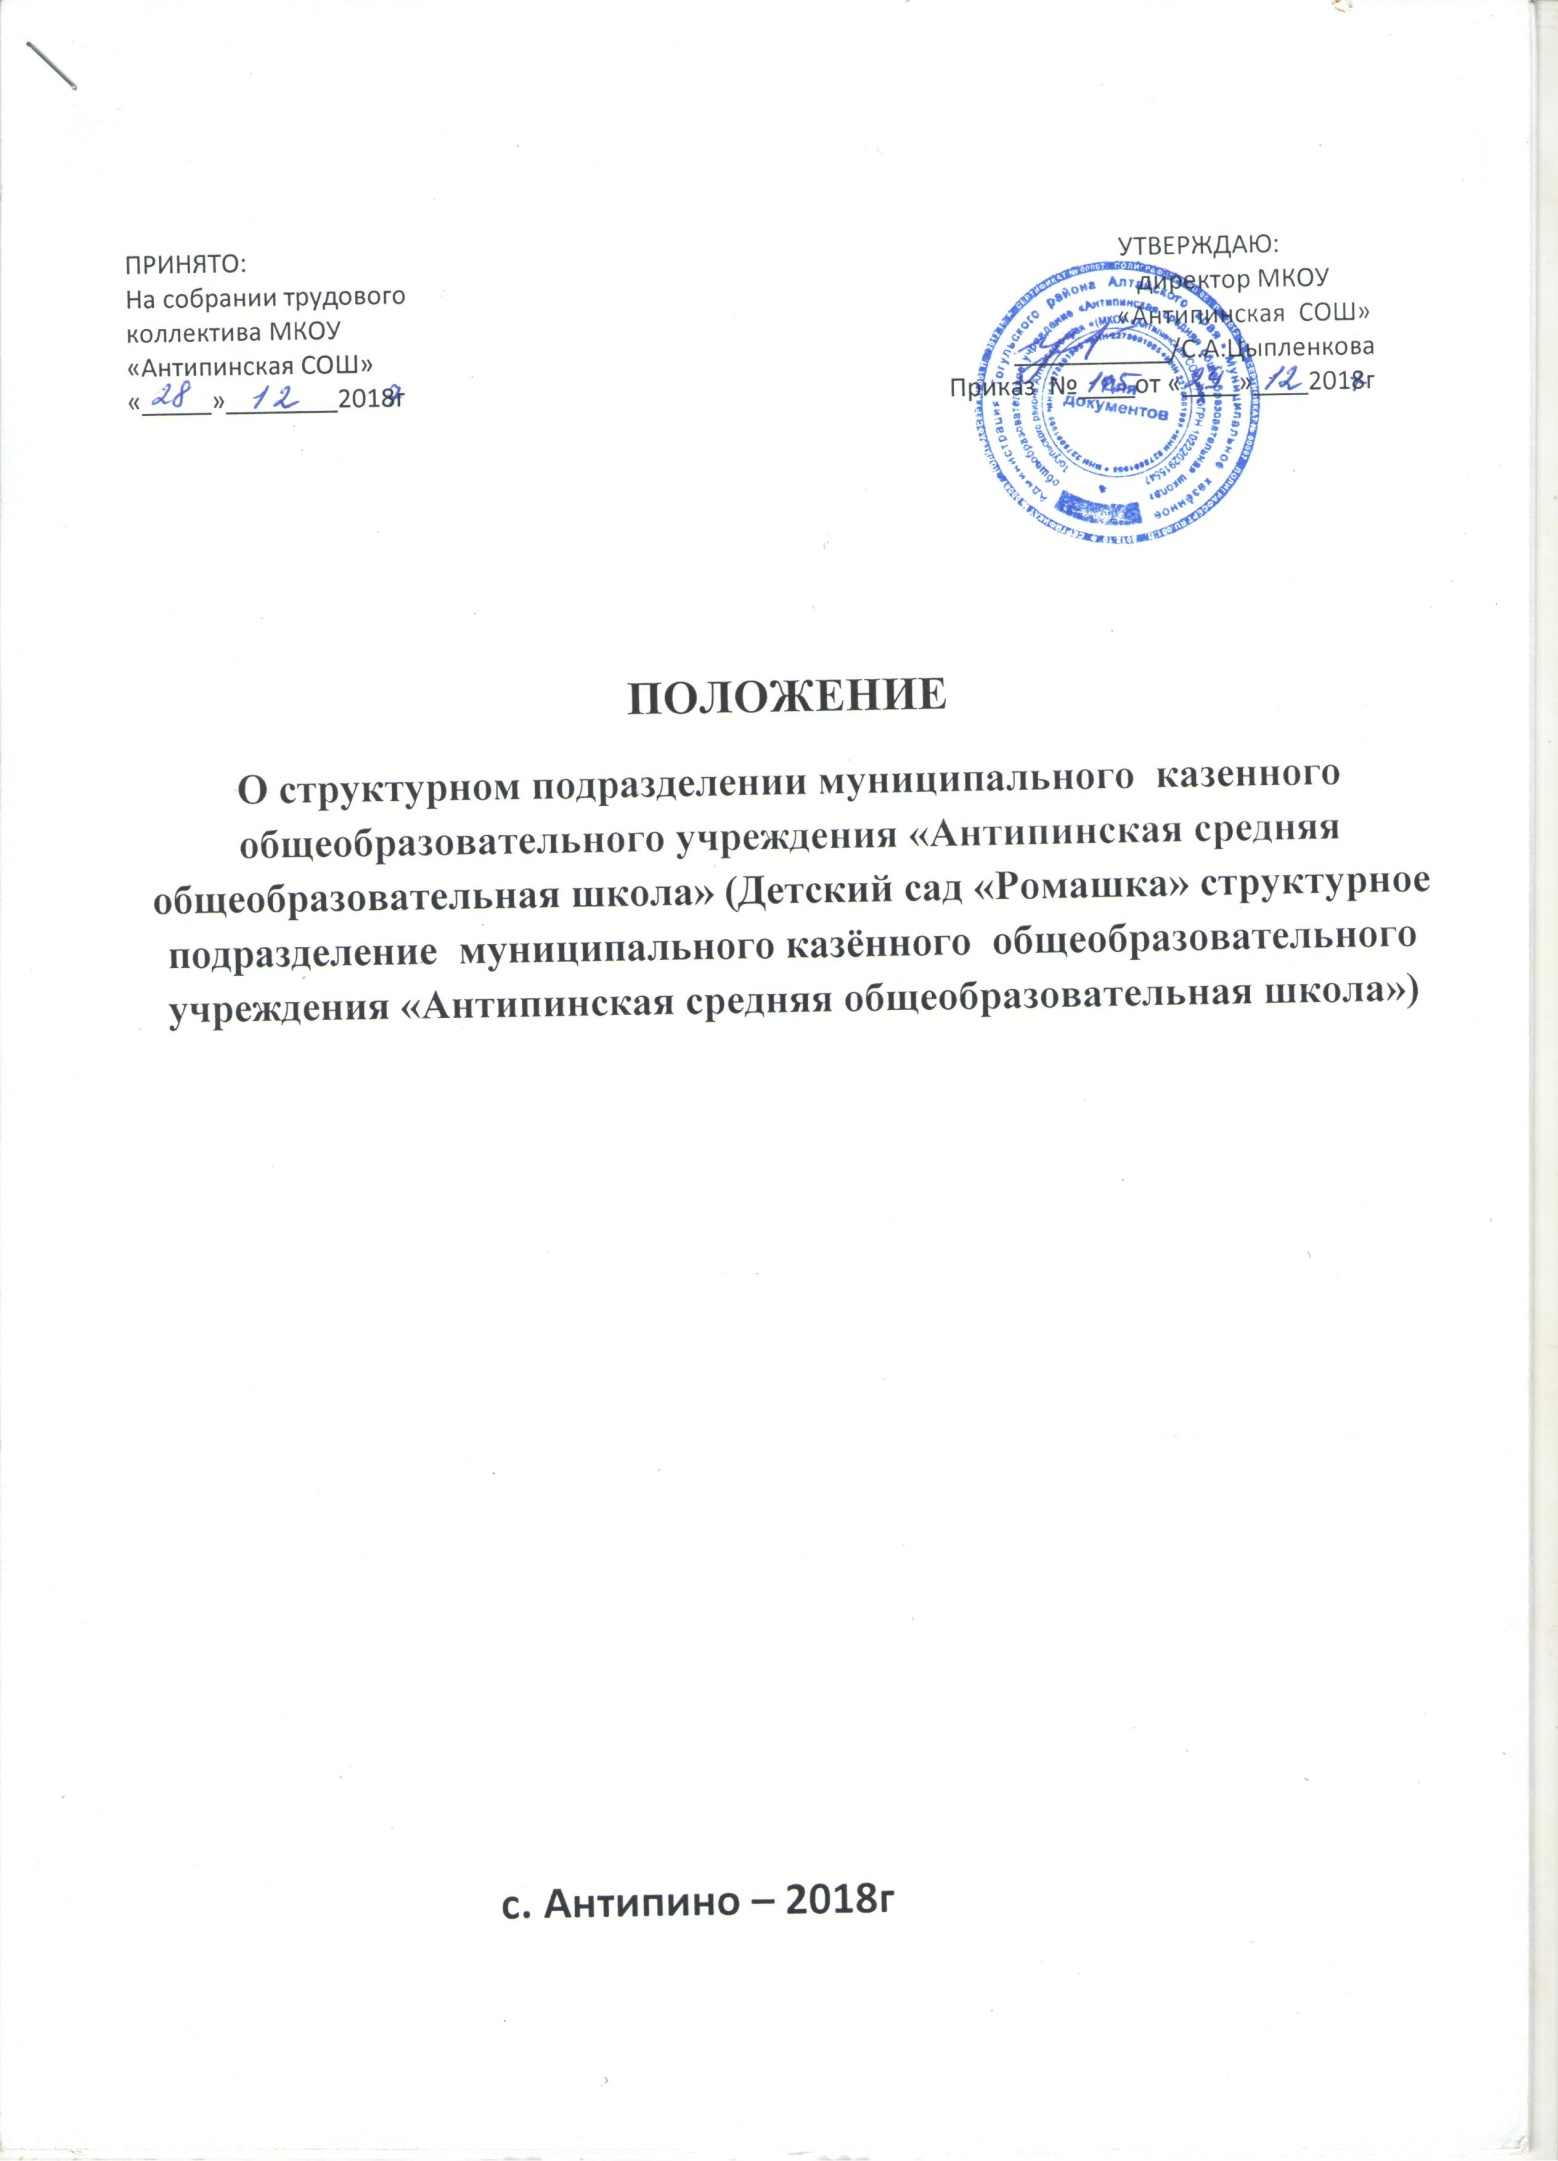 ПРИНЯТО:
На собрании трудового
коллектива МКОУ
«Антипинская СОШ»
«28» 12 2018г
УТВЕРЖДАЮ:
директор МКОУ
«Антипинская СОШ»
/С.А.Цыпленкова
Приказ № 105 от « » 12 2018г
Для
документов
ПОЛОЖЕНИЕ
О структурном подразделении муниципального казенного
общеобразовательного учреждения «Антипинская средняя
общеобразовательная школа» (Детский сад «Ромашка» структурное
подразделение муниципального казённого общеобразовательного
учреждения «Антипинская средняя общеобразовательная школа»)
с. Антипино – 2018г